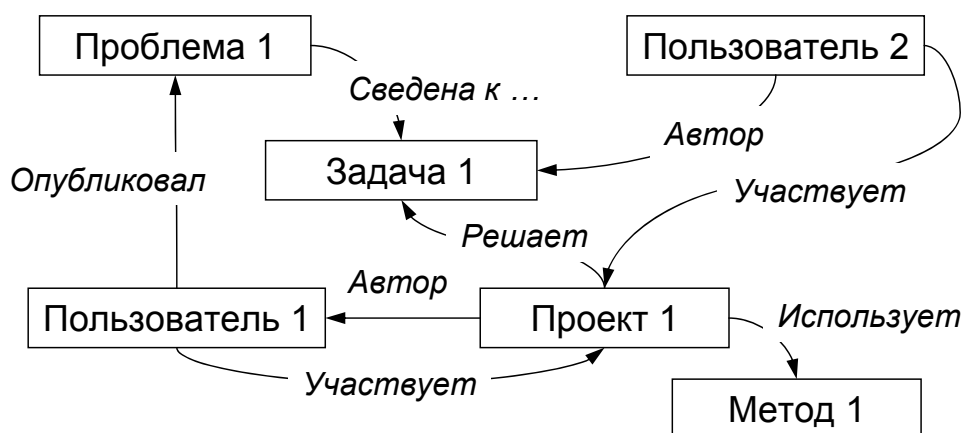 Проблема 1
Пользователь 2
Сведена к …
Автор
Задача 1
Опубликовал
Участвует
Решает
Автор
Пользователь 1
Проект 1
Использует
Участвует
Метод 1